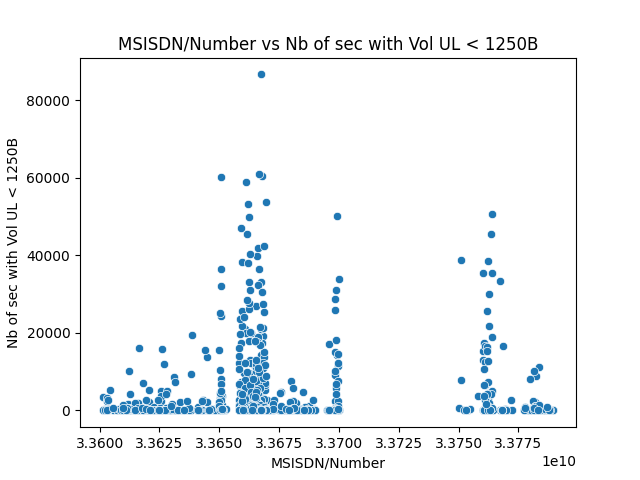 MSISDN/Number vs Nb of sec with Vol UL < 1250B
Nb of sec with Vol UL < 1250B
80000
60000
40000
20000
0
3.3600 3.3625 3.3650 3.3675 3.3700 3.3725 3.3750 3.3775
1e10
MSISDN/Number